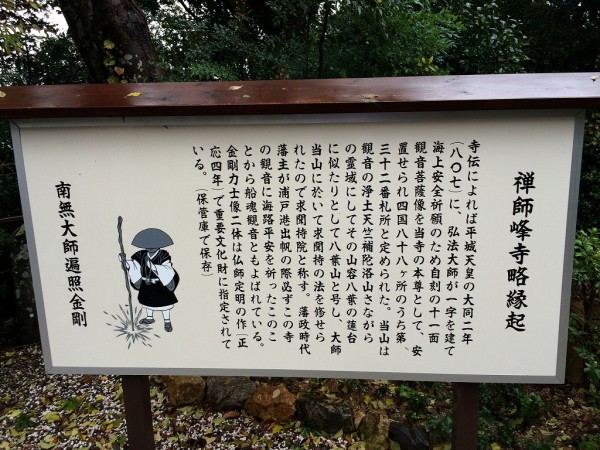 禅師峰寺略縁起
寺伝によれば平城天皇の大同二年
(八〇七)に、弘法大師が一宇を建て
海上安全祈願のため自刻の十一面
観音菩薩像を当寺の本尊として、安
置せられ四国八十八ヶ所のうち第、
三十二番札所と定められた。当山は
観音の浄土天竺補陀洛山さながら
の霊域にしてその山容八葉の蓮台
に似たりとして八葉山と号し、大師
当山に於いて求聞持の法を修せら
れたので求聞持院と称す。藩政時代
藩主が浦戸港出帆の際必ずこの寺
の観音に海路平安を祈ったこのこ
とから船魂観音ともよばれている。
金剛力士像二体は仏師定明の作(正
応四年)で重要文化財に指定されて
いる。(保管庫で保存)
南無大師遍照金剛